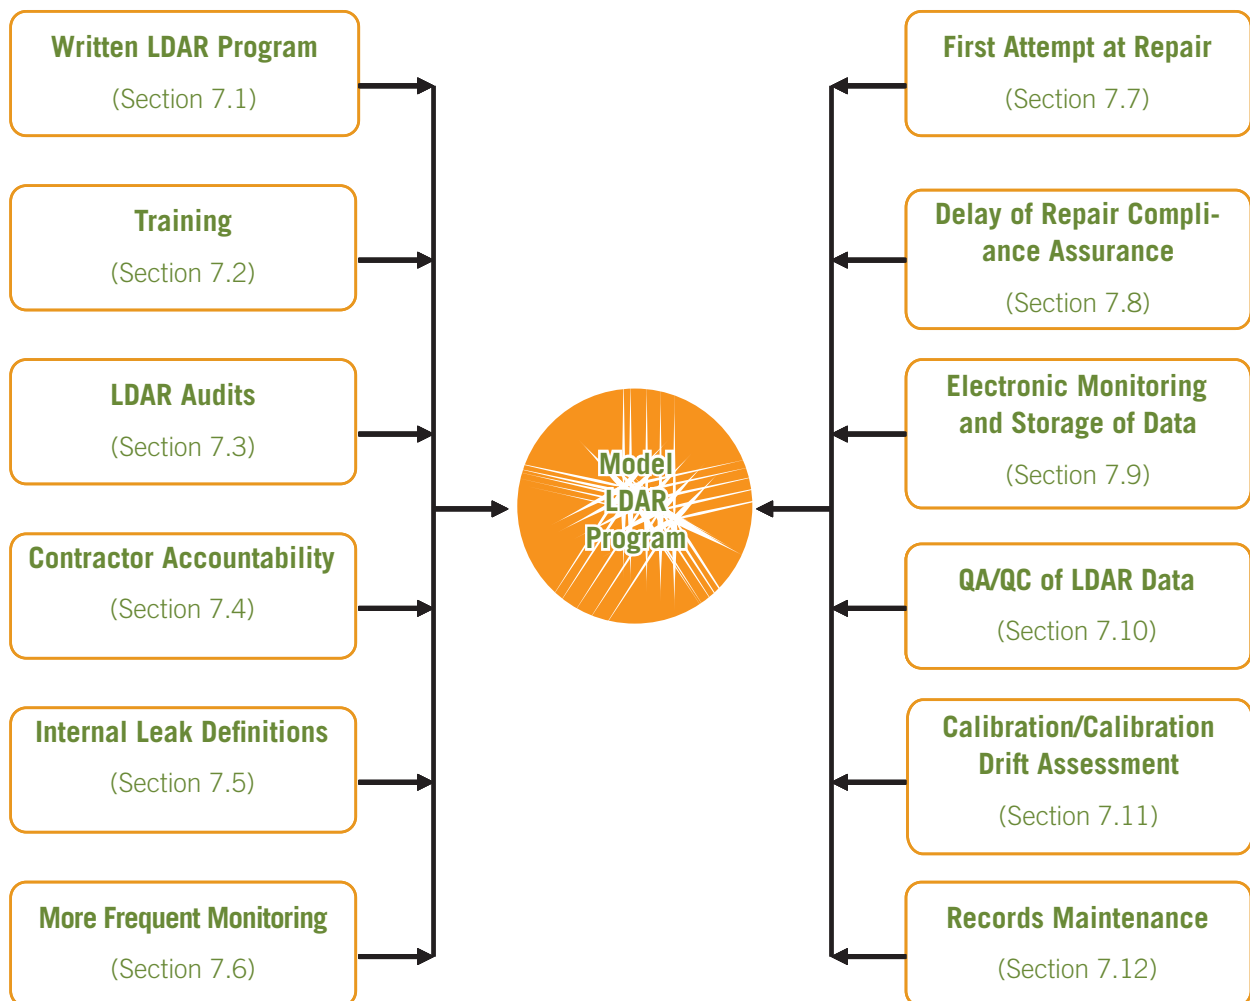 Written LDAR Program
(Section 7.1)
Training
(Section 7.2)
LDAR Audits
(Section 7.3)
Contractor Accountability
(Section 7.4)
Internal Leak Definitions
(Section 7.5)
More Frequent Monitoring
(Section 7.6)
Model
LDAR
Program
First Attempt at Repair
(Section 7.7)
Delay of Repair Compli-
ance Assurance
(Section 7.8)
Electronic Monitoring
and Storage of Data
(Section 7.9)
QA/QC of LDAR Data
(Section 7.10)
Calibration/Calibration
Drift Assessment
(Section 7.11)
Records Maintenance
(Section 7.12)